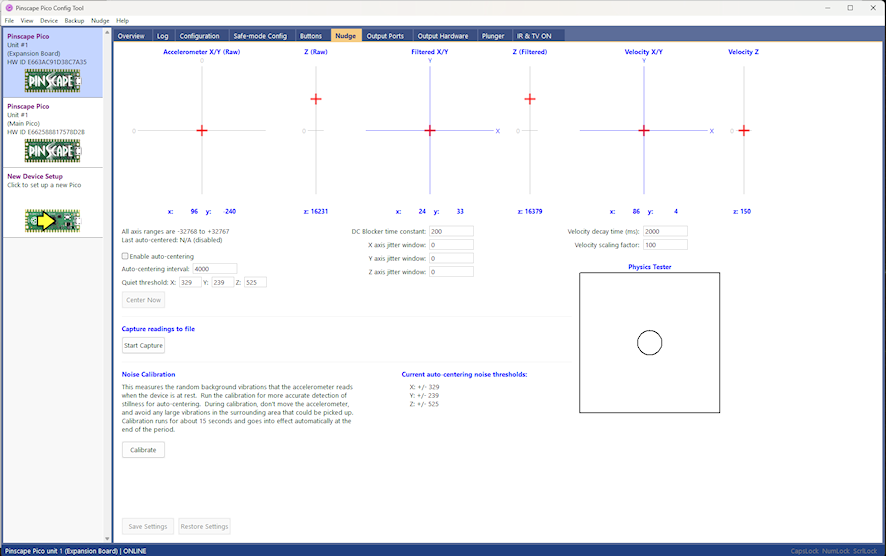 Pinscape Pico Config Tool
File View Device Backup Nudge Help
Pinscape Pico
Unit #1
(Expansion Board)
HW ID E663AC91D38C7A35
PINSCAPE
Pinscape Pico
Unit #1
(Main Pico)
HW ID E662588817578D2B
PINSCAPE
New Device Setup
Click to set up a new Pico
Overview Log Configuration Safe-mode Config Buttons Nudge Output Ports Output Hardware Plunger IR & TV ON
Accelerometer X/Y (Raw) Z (Raw) Filtered X/Y Z (Filtered) Velocity X/Y Velocity Z
0 Y Y
0 0 X 0 X 0
x: 96 y: -240 z: 16231 x: 24 y: 33 z: 16379 x: 86 y: 4 z: 150
All axis ranges are -32768 to +32767
Last auto-centered: N/A (disabled)
Enable auto-centering
Auto-centering interval: 4000
Quiet threshold: X: 329 Y: 239 Z: 525
Center Now
DC Blocker time constant: 200
X axis jitter window: 0
Y axis jitter window: 0
Z axis jitter window: 0
Velocity decay time (ms): 2000
Velocity scaling factor: 100
Physics Tester
Capture readings to file
Start Capture
Noise Calibration
This measures the random background vibrations that the accelerometer reads
when the device is at rest. Run the calibration for more accurate detection of
stillness for auto-centering. During calibration, don't move the accelerometer,
and avoid any large vibrations in the surrounding area that could be picked up.
Calibration runs for about 15 seconds and goes into effect automatically at the
end of the period.
Calibrate
Current auto-centering noise thresholds:
X: +/- 329
Y: +/- 239
Z: +/- 525
Save Settings Restore Settings
Pinscape Pico unit 1 (Expansion Board) | ONLINE
CapsLock NumLock ScrlLock